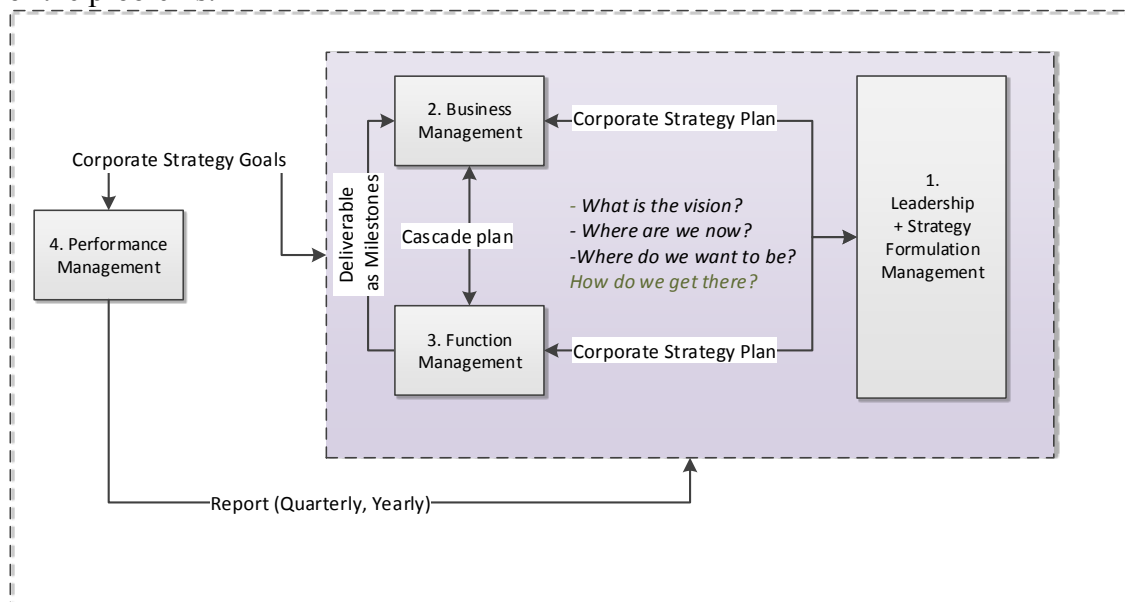 2. Business
Management
Corporate Strategy Plan
1.
Leadership
+ Strategy
Formulation
Management
Corporate Strategy Goals
4. Performance
Management
Deliverable
as Milestones
Cascade plan
- What is the vision?
- Where are we now?
-Where do we want to be?
How do we get there?
3. Function
Management
Corporate Strategy Plan
Report (Quarterly, Yearly)